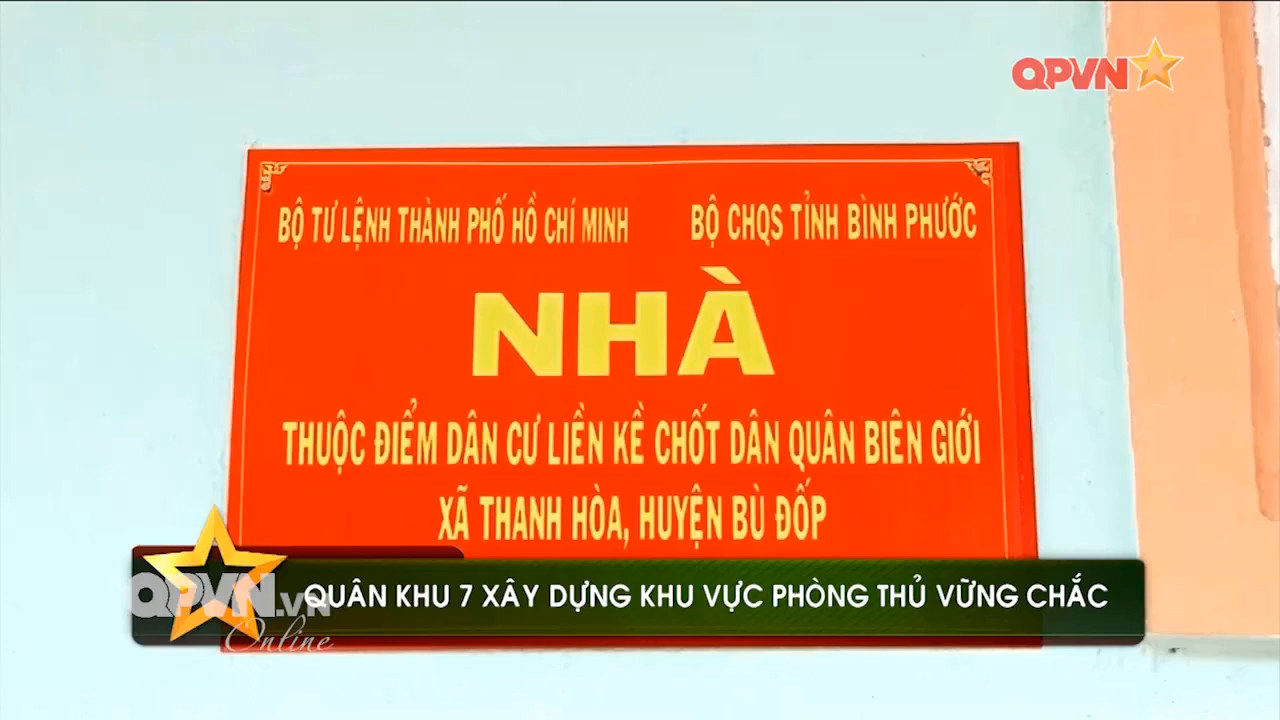 QPVN
BỘ TƯ LỆNH THÀNH PHỐ HỒ CHÍ MINH
BỘ CHQS TỈNH BÌNH PHƯỚC
NHÀ
THUỘC ĐIỂM DÂN CƯ LIỀN KỀ CHỐT DÂN QUÂN BIÊN GIỚI
XÃ THANH HÒA, HUYỆN BÙ ĐỐP
QUÂN KHU 7 XÂY DỰNG KHU VỰC PHÒNG THỦ VỮNG CHẮC
QPVN.vn
Online